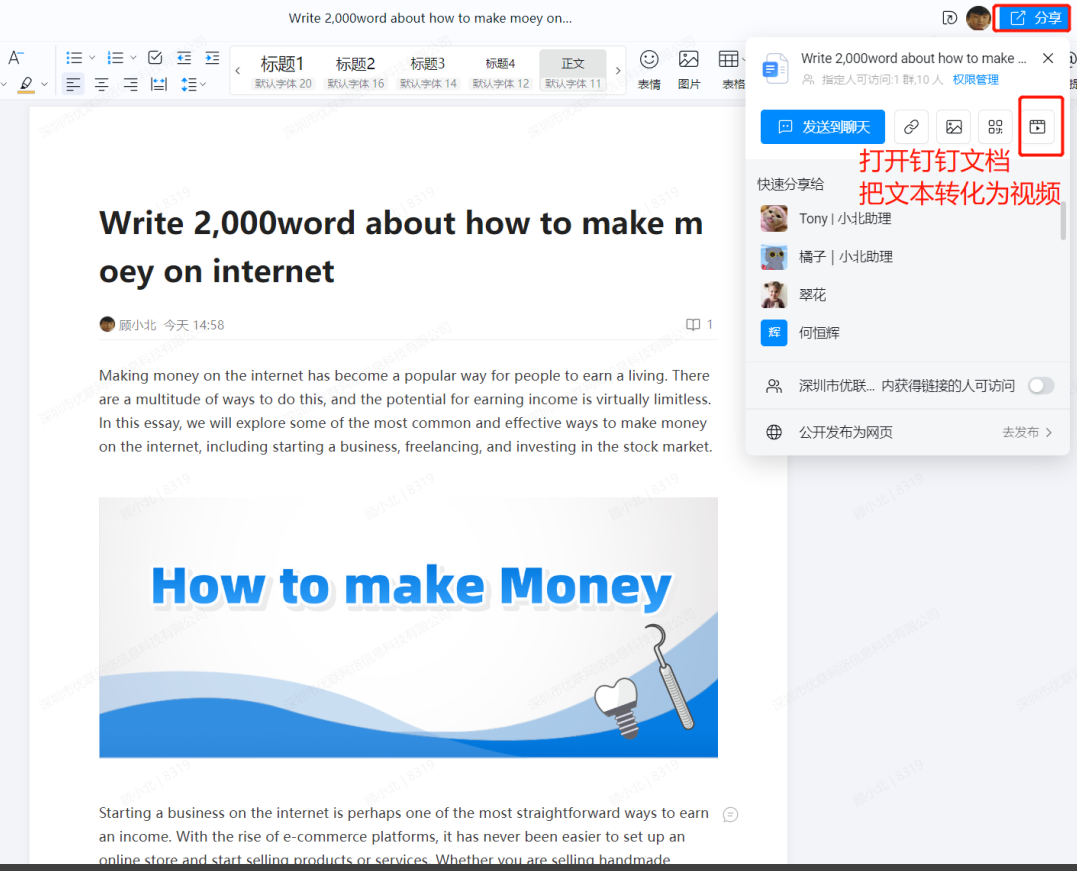 Write 2,000word about how to make moey on...
分享
标题1
默认字体 20
标题2
默认字体 16
标题3
默认字体 14
标题4
默认字体 12
正文
默认字体 11
表情
图片
表格
Write 2,000word about how to make ...
指定人可访问:1 群,10 人 权限管理
发送到聊天
打开钉钉文档
把文本转化为视频
快速分享给
Tony | 小北助理
橘子 | 小北助理
翠花
辉 何恒辉
深圳市优联... 内获得链接的人可访问
公开发布为网页 去发布
Write 2,000word about how to make m
oey on internet
顾小北 今天 14:58
1
Making money on the internet has become a popular way for people to earn a living. There
are a multitude of ways to do this, and the potential for earning income is virtually limitless.
In this essay, we will explore some of the most common and effective ways to make money
on the internet, including starting a business, freelancing, and investing in the stock market.
How to make Money
Starting a business on the internet is perhaps one of the most straightforward ways to earn
an income. With the rise of e-commerce platforms, it has never been easier to set up an
online store and start selling products or services. Whether you are selling handmade